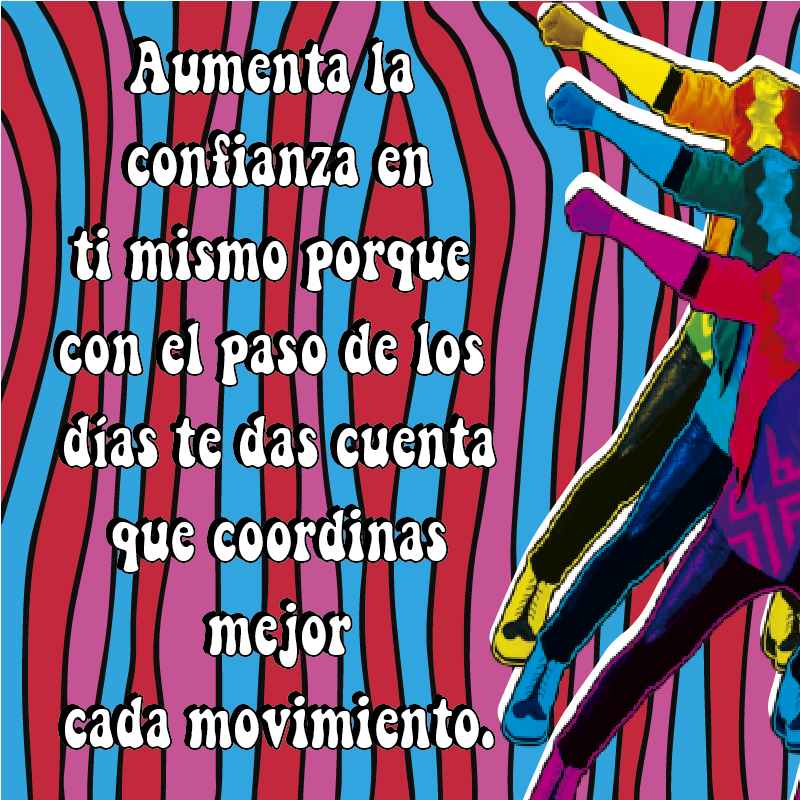 Aumenta la
confianza en
ti mismo porque
con el paso de los
días te das cuenta
que coordinas
mejor
cada movimiento.